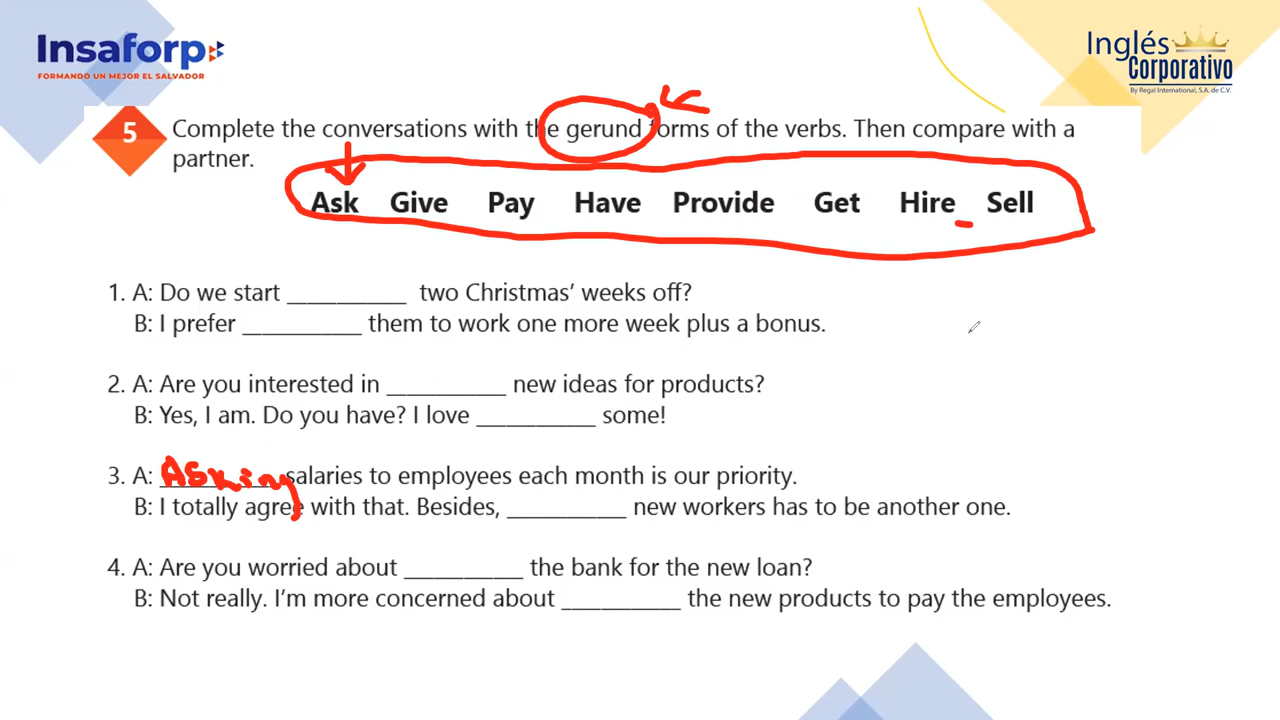 Insaforp
FORMANDO UN MEJOR EL SALVADOR
Inglés
Corporativo
By Regal International, S.A. de C.V.
5
Complete the conversations with the gerund forms of the verbs. Then compare with a
partner.
Ask Give Pay Have Provide Get Hire Sell
1. A: Do we start __________ two Christmas’ weeks off?
B: I prefer __________ them to work one more week plus a bonus.
2. A: Are you interested in __________ new ideas for products?
B: Yes, I am. Do you have? I love __________ some!
3. A: Asking salaries to employees each month is our priority.
B: I totally agree with that. Besides, __________ new workers has to be another one.
4. A: Are you worried about __________ the bank for the new loan?
B: Not really. I’m more concerned about __________ the new products to pay the employees.